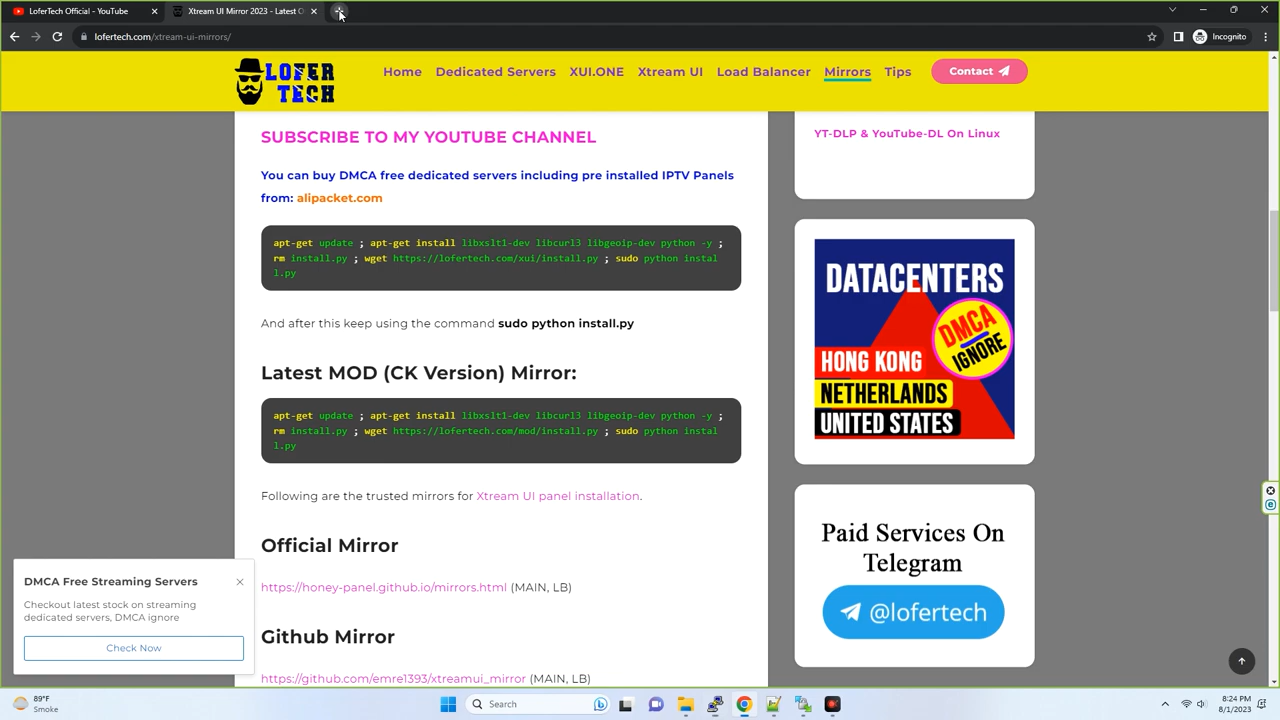 LoferTech Official - YouTube
Xtream UI Mirror 2023 - Latest O
lofertech.com/xtream-ui-mirrors/
Incognito
LOFER
TECH
Home
Dedicated Servers
XUI.ONE
Xtream UI
Load Balancer
Mirrors
Tips
Contact
SUBSCRIBE TO MY YOUTUBE CHANNEL
You can buy DMCA free dedicated servers including pre installed IPTV Panels
from: alipacket.com
apt-get update ; apt-get install libxslt1-dev libcurl3 libgeoip-dev python -y ;
rm install.py ; wget https://lofertech.com/xui/install.py ; sudo python instal
l.py
And after this keep using the command sudo python install.py
Latest MOD (CK Version) Mirror:
apt-get update ; apt-get install libxslt1-dev libcurl3 libgeoip-dev python -y ;
rm install.py ; wget https://lofertech.com/mod/install.py ; sudo python instal
l.py
Following are the trusted mirrors for Xtream UI panel installation.
Official Mirror
https://honey-panel.github.io/mirrors.html (MAIN, LB)
Github Mirror
https://github.com/emre1393/xtreamui_mirror (MAIN, LB)
YT-DLP & YouTube-DL On Linux
DATACENTERS
DMCA
IGNORE
HONG KONG
NETHERLANDS
UNITED STATES
Paid Services On
Telegram
@lofertech
DMCA Free Streaming Servers
Checkout latest stock on streaming
dedicated servers, DMCA ignore
Check Now
89°F
Smoke
Search
8:24 PM
8/1/2023